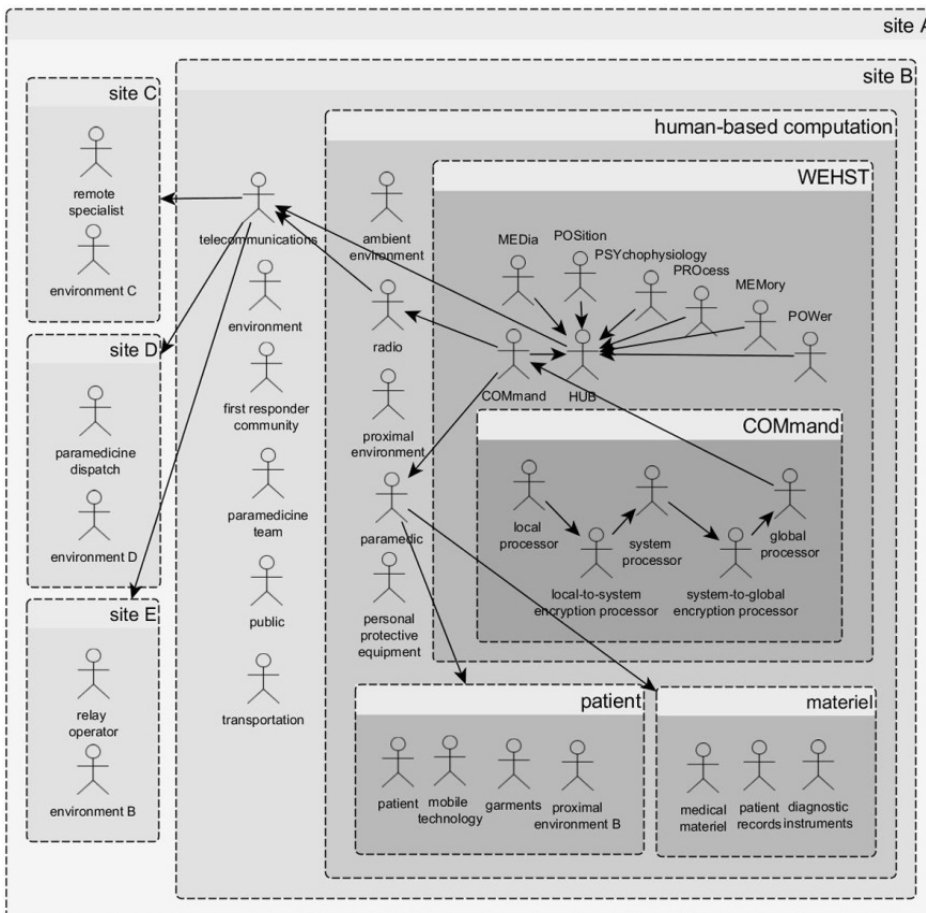 site A
site B
site C
remote
specialist
environment C
site D
paramedicine
dispatch
environment D
site E
relay
operator
environment B
telecommunications
environment
first responder
community
paramedicine
team
public
transportation
human-based computation
ambient
environment
radio
proximal
environment
paramedic
personal
protective
equipment
WEHST
MEDia
POSition
PSYchophysiology
PROcess
MEMory
POWer
COMmand
HUB
COMmand
local
processor
system
processor
global
processor
local-to-system
encryption processor
system-to-global
encryption processor
patient
patient
mobile
technology
garments
proximal
environment B
materiel
medical
materiel
patient
records
diagnostic
instruments